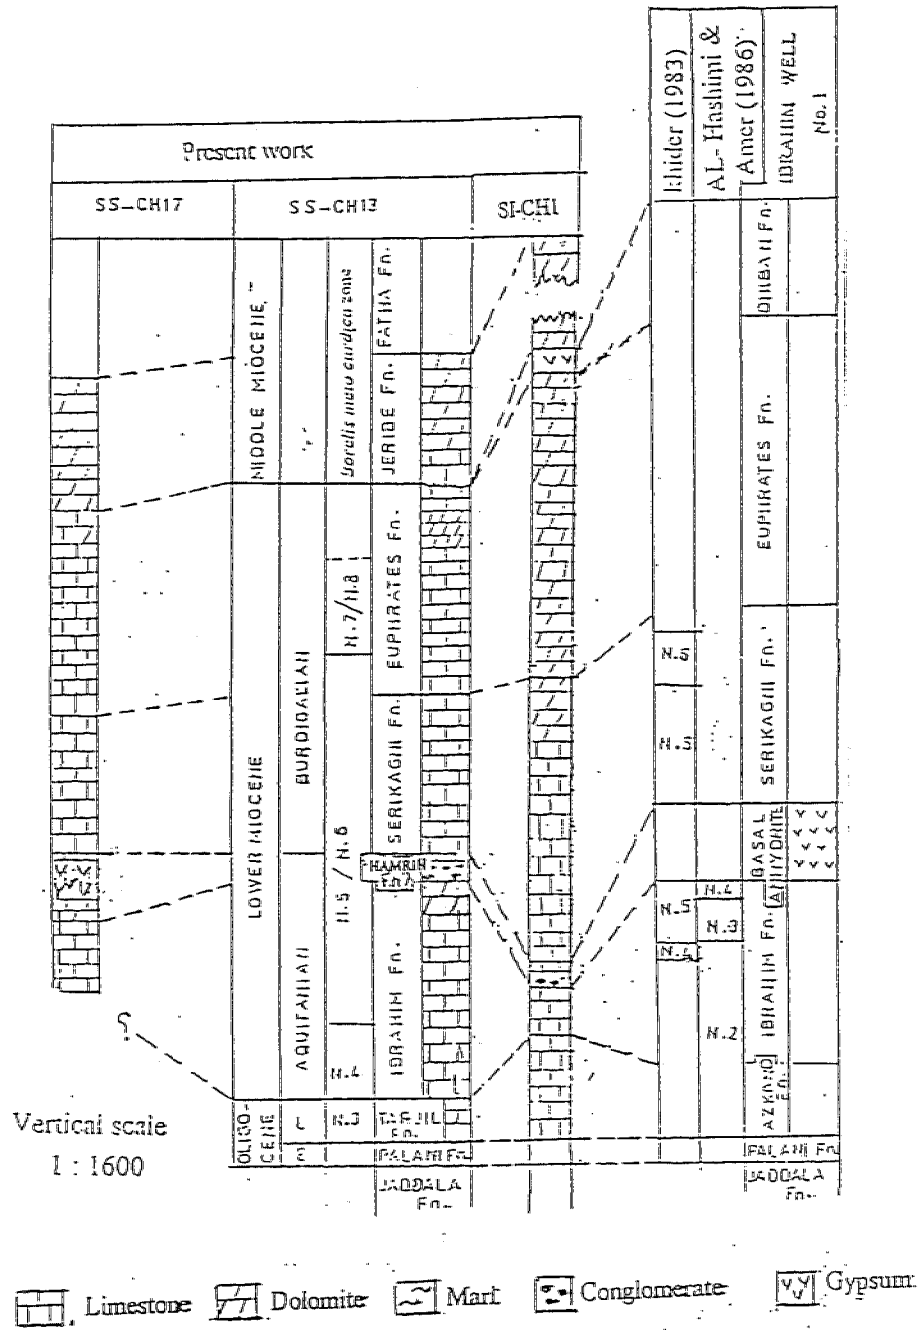 Present work
SS-CH17
SS-CH13
SI-CH1
Khider (1983)
AL-Hashimi &
Amer (1986)
IBRAHIM WELL
No.1
MIDDLE MIOCENE
LOWER MIOCENE
BURDIGALIAN
AQUITANIAN
OLIGO-
CENE
L
E
N.7/N.8
N.5 / N.6
N.4
N.3
FATHA Fn.
JERIBE Fn.
EUPHRATES Fn.
SERIKAGNI Fn.
HAMRIN
Fn.
IBRAHIM Fn.
TARJIL
Fn.
PALANI Fn
JADDALA
Fn.
N.6
N.5
N.5
N.4
N.4
N.3
N.2
DHIBAN Fn.
EUPHRATES Fn.
SERIKAGNI Fn.
BASAL
ANHYDRITE
IBRAHIM Fn.
AZKAND
Fn.
PALANI Fn
JADDALA
Fn.
?
Vertical scale
1 : 1600
Limestone
Dolomite
Marl
Conglomerate
Gypsum